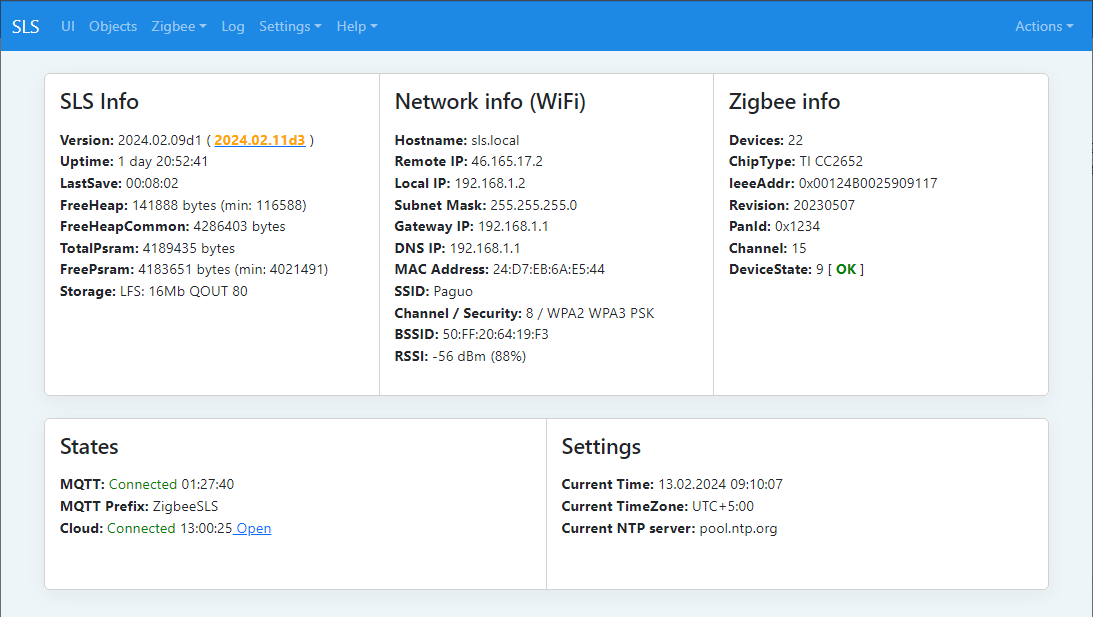 SLS UI Objects Zigbee Log Settings Help Actions
SLS Info
Version: 2024.02.09d1 ( 2024.02.11d3 )
Uptime: 1 day 20:52:41
LastSave: 00:08:02
FreeHeap: 141888 bytes (min: 116588)
FreeHeapCommon: 4286403 bytes
TotalPsram: 4189435 bytes
FreePsram: 4183651 bytes (min: 4021491)
Storage: LFS: 16Mb QOUT 80
Network info (WiFi)
Hostname: sls.local
Remote IP: 46.165.17.2
Local IP: 192.168.1.2
Subnet Mask: 255.255.255.0
Gateway IP: 192.168.1.1
DNS IP: 192.168.1.1
MAC Address: 24:D7:EB:6A:E5:44
SSID: Paguo
Channel / Security: 8 / WPA2 WPA3 PSK
BSSID: 50:FF:20:64:19:F3
RSSI: -56 dBm (88%)
Zigbee info
Devices: 22
ChipType: TI CC2652
IeeeAddr: 0x00124B0025909117
Revision: 20230507
PanId: 0x1234
Channel: 15
DeviceState: 9 [ OK ]
States
MQTT: Connected 01:27:40
MQTT Prefix: ZigbeeSLS
Cloud: Connected 13:00:25 Open
Settings
Current Time: 13.02.2024 09:10:07
Current TimeZone: UTC+5:00
Current NTP server: pool.ntp.org